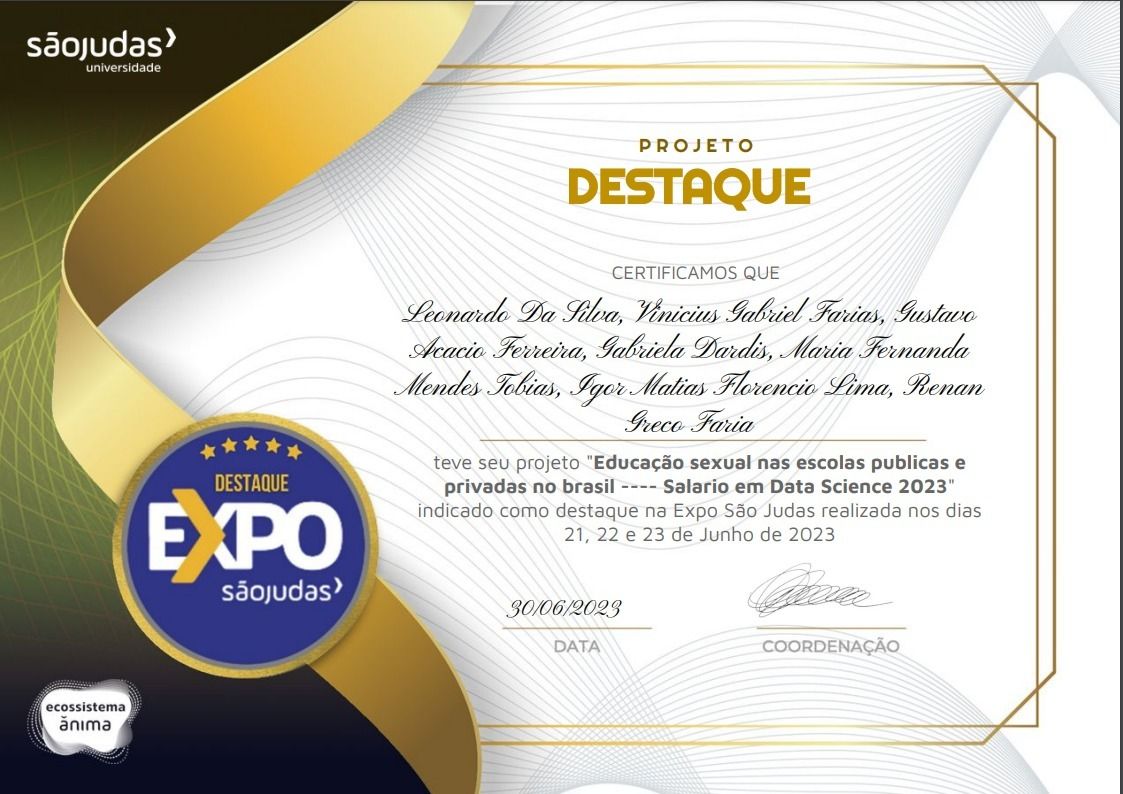 sãojudas
universidade
PROJETO
DESTAQUE
CERTIFICAMOS QUE
Leonardo Da Silva, Vinicius Gabriel Farias, Gustavo
Acacio Ferreira, Gabriela Dardis, Maria Fernanda
Mendes Tobias, Igor Matias Florencio Lima, Renan
Greco Faria
teve seu projeto "Educação sexual nas escolas publicas e
privadas no brasil ---- Salario em Data Science 2023"
indicado como destaque na Expo São Judas realizada nos dias
21, 22 e 23 de Junho de 2023
DESTAQUE
EXPO
sãojudas
30/06/2023
DATA
COORDENAÇÃO
ecossistema
ănima